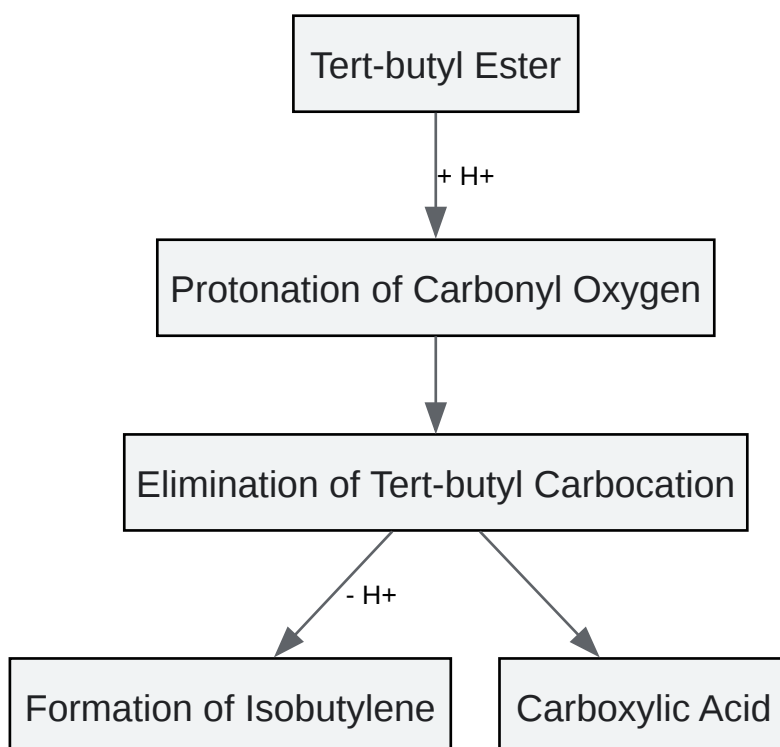 Tert-butyl Ester
+ H+
Protonation of Carbonyl Oxygen
Elimination of Tert-butyl Carbocation
- H+
Formation of Isobutylene
Carboxylic Acid